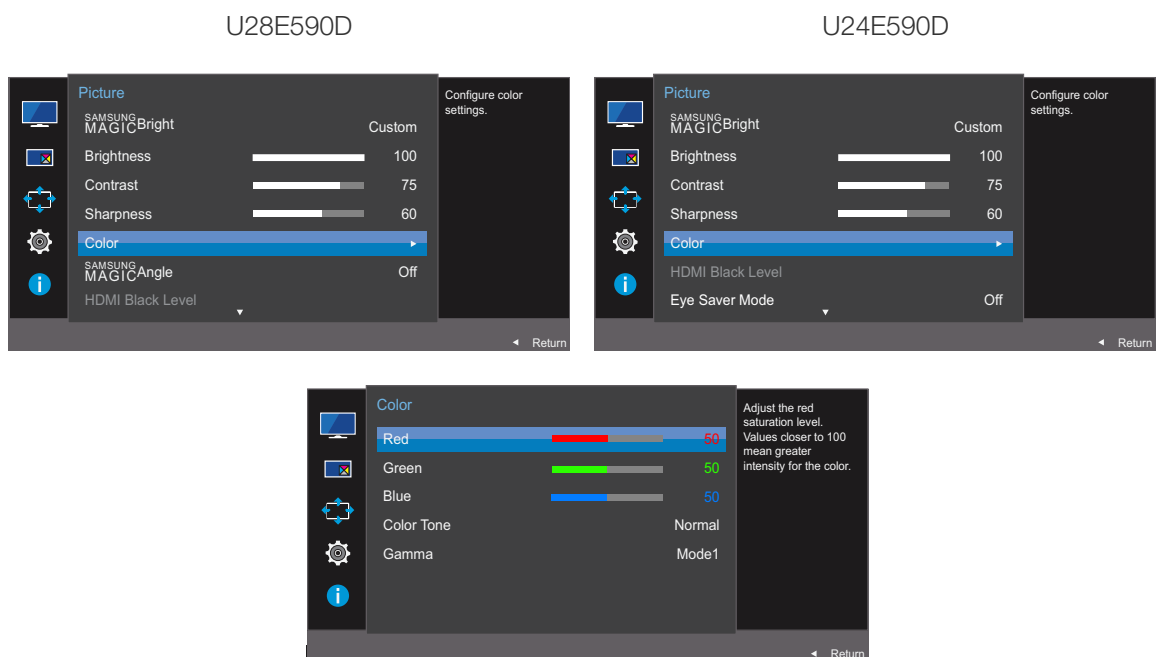 U28E590D
U24E590D
Picture
SAMSUNG
MAGICBright Custom
Brightness 100
Contrast 75
Sharpness 60
Color
SAMSUNG
MAGICAngle Off
HDMI Black Level
Configure color
settings.
Return
Picture
SAMSUNG
MAGICBright Custom
Brightness 100
Contrast 75
Sharpness 60
Color
HDMI Black Level
Eye Saver Mode Off
Configure color
settings.
Return
Color
Red 50
Green 50
Blue 50
Color Tone Normal
Gamma Mode1
Adjust the red
saturation level.
Values closer to 100
mean greater
intensity for the color.
Return